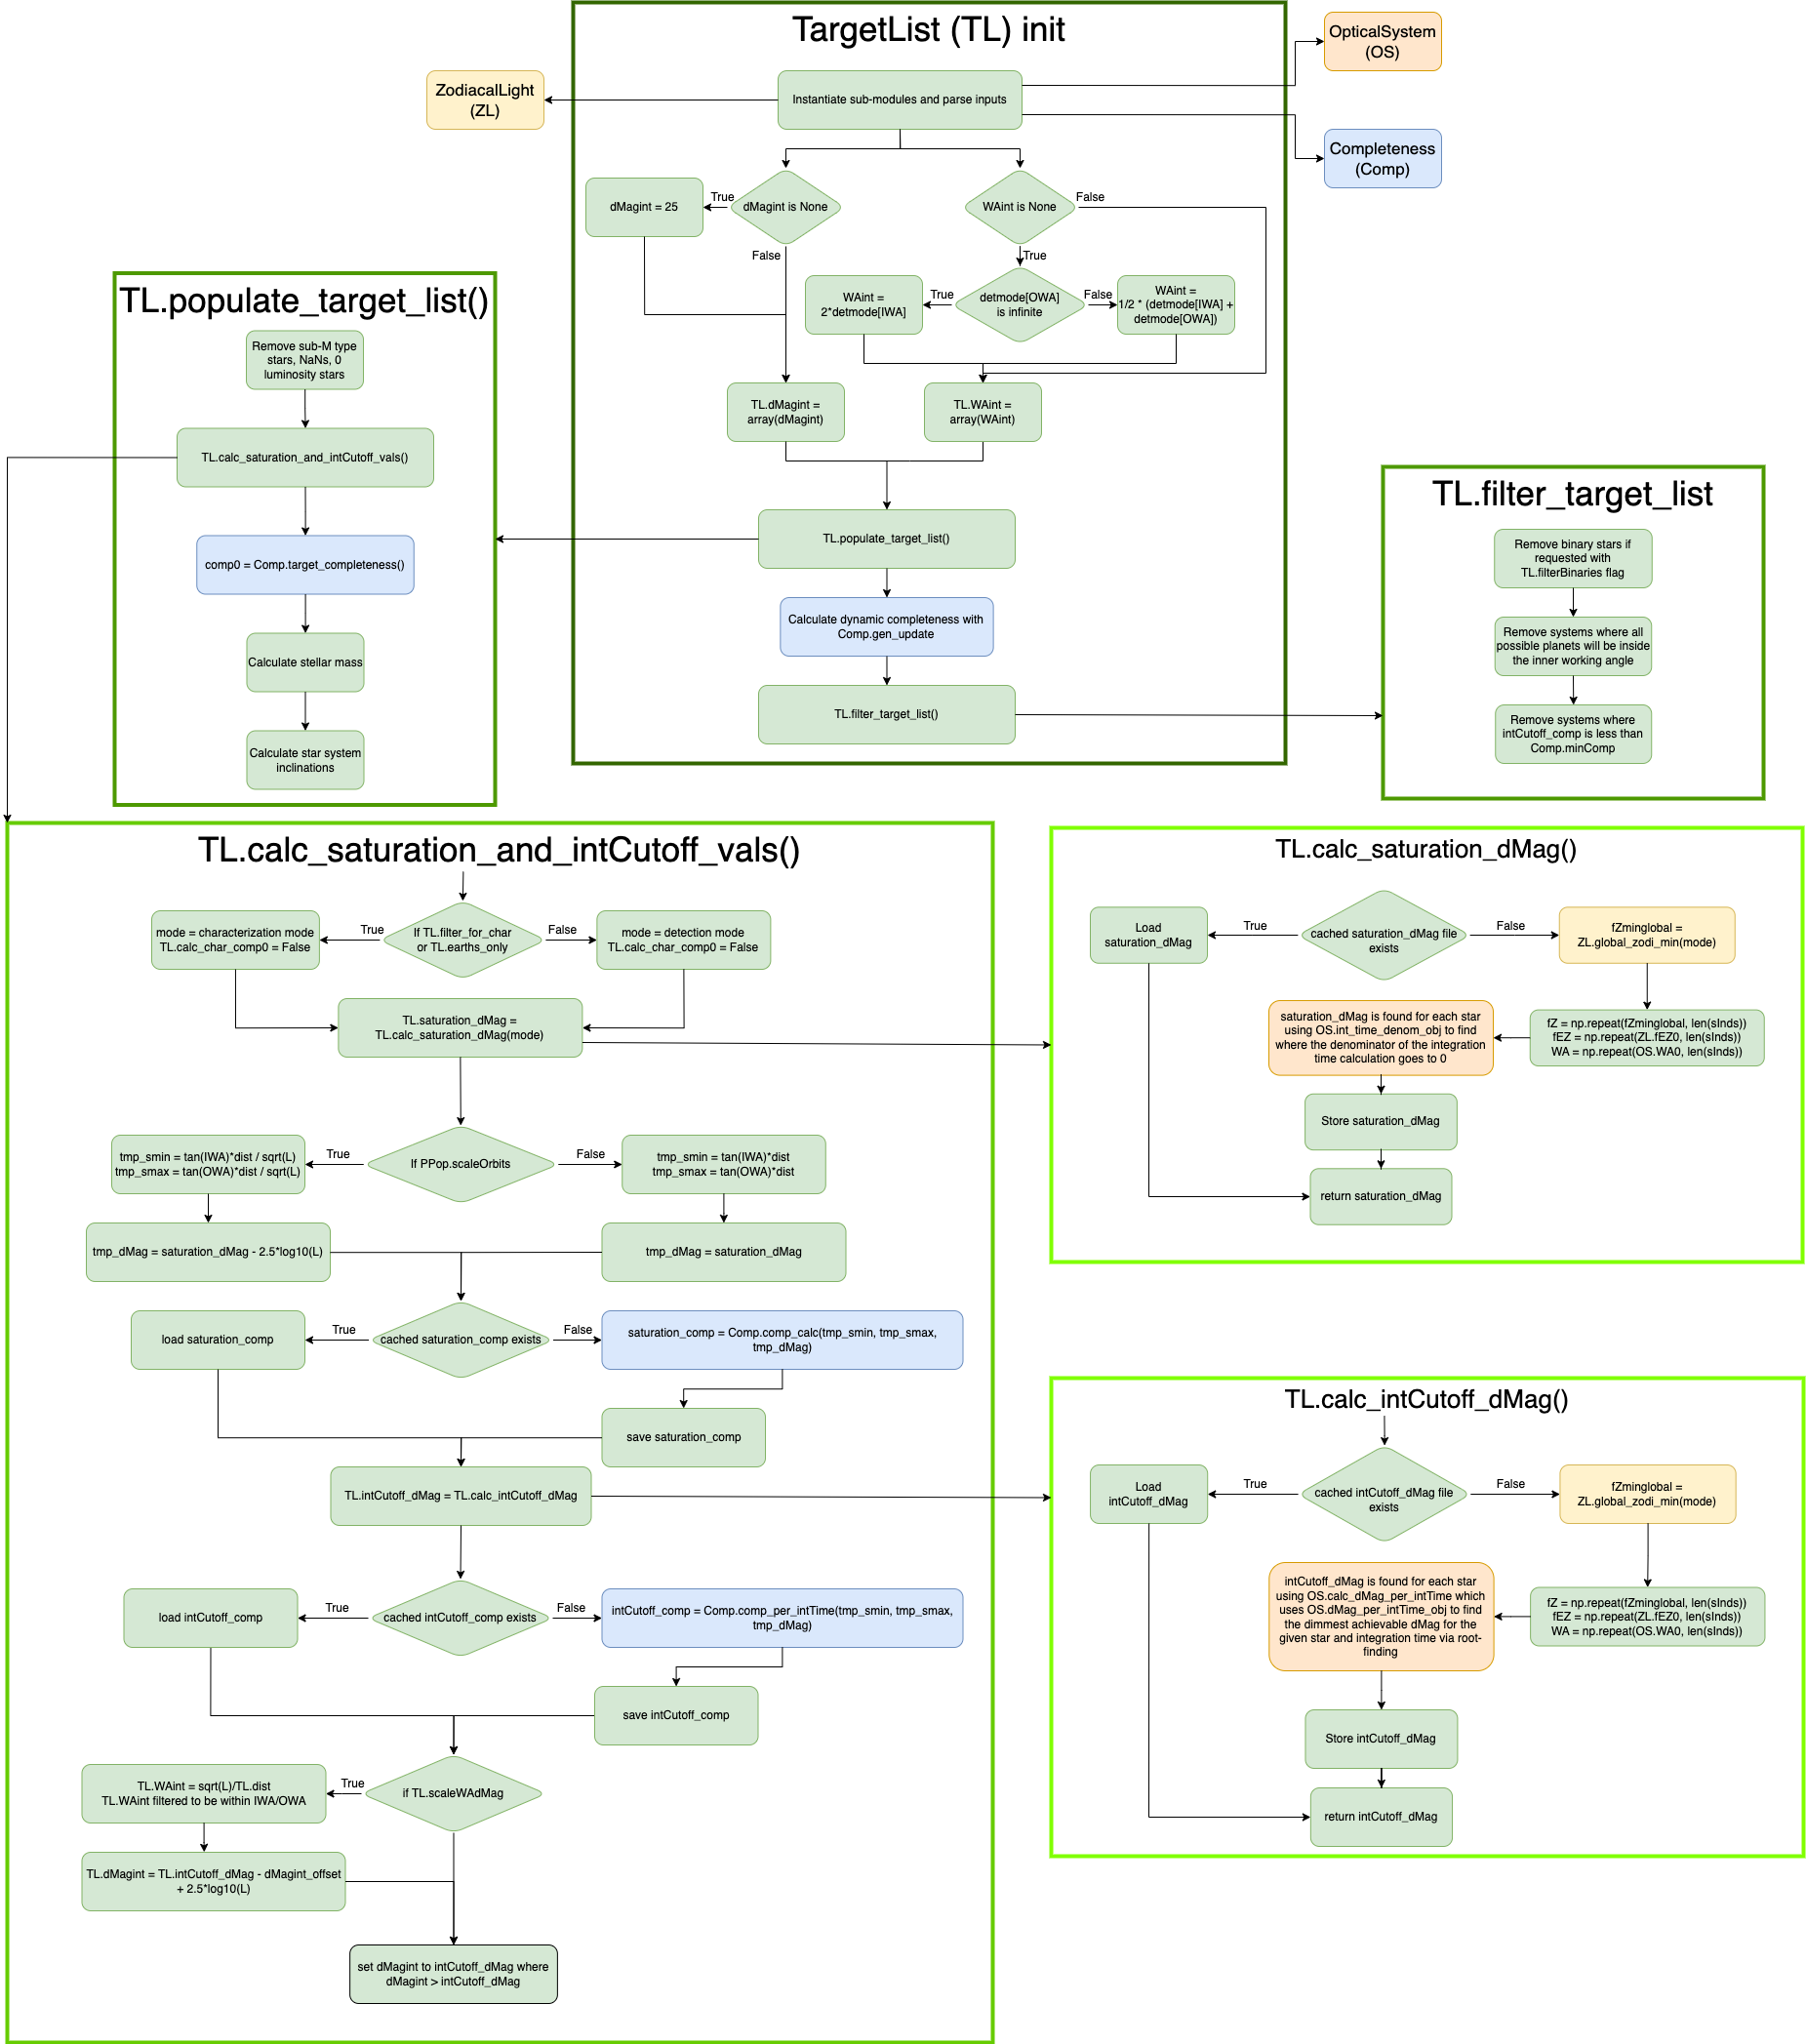 TargetList (TL) init
OpticalSystem
(OS)
ZodiacalLight
(ZL)
Instantiate sub-modules and parse inputs
Completeness
(Comp)
dMagint = 25
True
dMagint is None
False
WAint is None
False
True
WAint =
2*detmode[IWA]
True
detmode[OWA]
is infinite
False
WAint =
1/2 * (detmode[IWA] +
detmode[OWA])
TL.dMagint =
array(dMagint)
TL.WAint =
array(WAint)
TL.populate_target_list()
Calculate dynamic completeness with
Comp.gen_update
TL.filter_target_list()
TL.populate_target_list()
Remove sub-M type
stars, NaNs, 0
luminosity stars
TL.calc_saturation_and_intCutoff_vals()
comp0 = Comp.target_completeness()
Calculate stellar mass
Calculate star system
inclinations
TL.filter_target_list
Remove binary stars if
requested with
TL.filterBinaries flag
Remove systems where all
possible planets will be inside
the inner working angle
Remove systems where
intCutoff_comp is less than
Comp.minComp
TL.calc_saturation_and_intCutoff_vals()
mode = characterization mode
TL.calc_char_comp0 = False
True
If TL.filter_for_char
or TL.earths_only
False
mode = detection mode
TL.calc_char_comp0 = False
TL.saturation_dMag =
TL.calc_saturation_dMag(mode)
tmp_smin = tan(IWA)*dist / sqrt(L)
tmp_smax = tan(OWA)*dist / sqrt(L)
True
If PPop.scaleOrbits
False
tmp_smin = tan(IWA)*dist
tmp_smax = tan(OWA)*dist
tmp_dMag = saturation_dMag - 2.5*log10(L)
tmp_dMag = saturation_dMag
load saturation_comp
True
cached saturation_comp exists
False
saturation_comp = Comp.comp_calc(tmp_smin, tmp_smax,
tmp_dMag)
save saturation_comp
TL.intCutoff_dMag = TL.calc_intCutoff_dMag
load intCutoff_comp
True
cached intCutoff_comp exists
False
intCutoff_comp = Comp.comp_per_intTime(tmp_smin, tmp_smax,
tmp_dMag)
save intCutoff_comp
TL.WAint = sqrt(L)/TL.dist
TL.WAint filtered to be within IWA/OWA
True
if TL.scaleWAdMag
TL.dMagint = TL.intCutoff_dMag - dMagint_offset
+ 2.5*log10(L)
set dMagint to intCutoff_dMag where
dMagint > intCutoff_dMag
TL.calc_saturation_dMag()
Load
saturation_dMag
True
cached saturation_dMag file
exists
False
fZminglobal =
ZL.global_zodi_min(mode)
saturation_dMag is found for each star
using OS.int_time_denom_obj to find
where the denominator of the integration
time calculation goes to 0
fZ = np.repeat(fZminglobal, len(sInds))
fEZ = np.repeat(ZL.fEZ0, len(sInds))
WA = np.repeat(OS.WA0, len(sInds))
Store saturation_dMag
return saturation_dMag
TL.calc_intCutoff_dMag()
Load
intCutoff_dMag
True
cached intCutoff_dMag file
exists
False
fZminglobal =
ZL.global_zodi_min(mode)
intCutoff_dMag is found for each star
using OS.calc_dMag_per_intTime which
uses OS.dMag_per_intTime_obj to find
the dimmest achievable dMag for the
given star and integration time via root-
finding
fZ = np.repeat(fZminglobal, len(sInds))
fEZ = np.repeat(ZL.fEZ0, len(sInds))
WA = np.repeat(OS.WA0, len(sInds))
Store intCutoff_dMag
return intCutoff_dMag